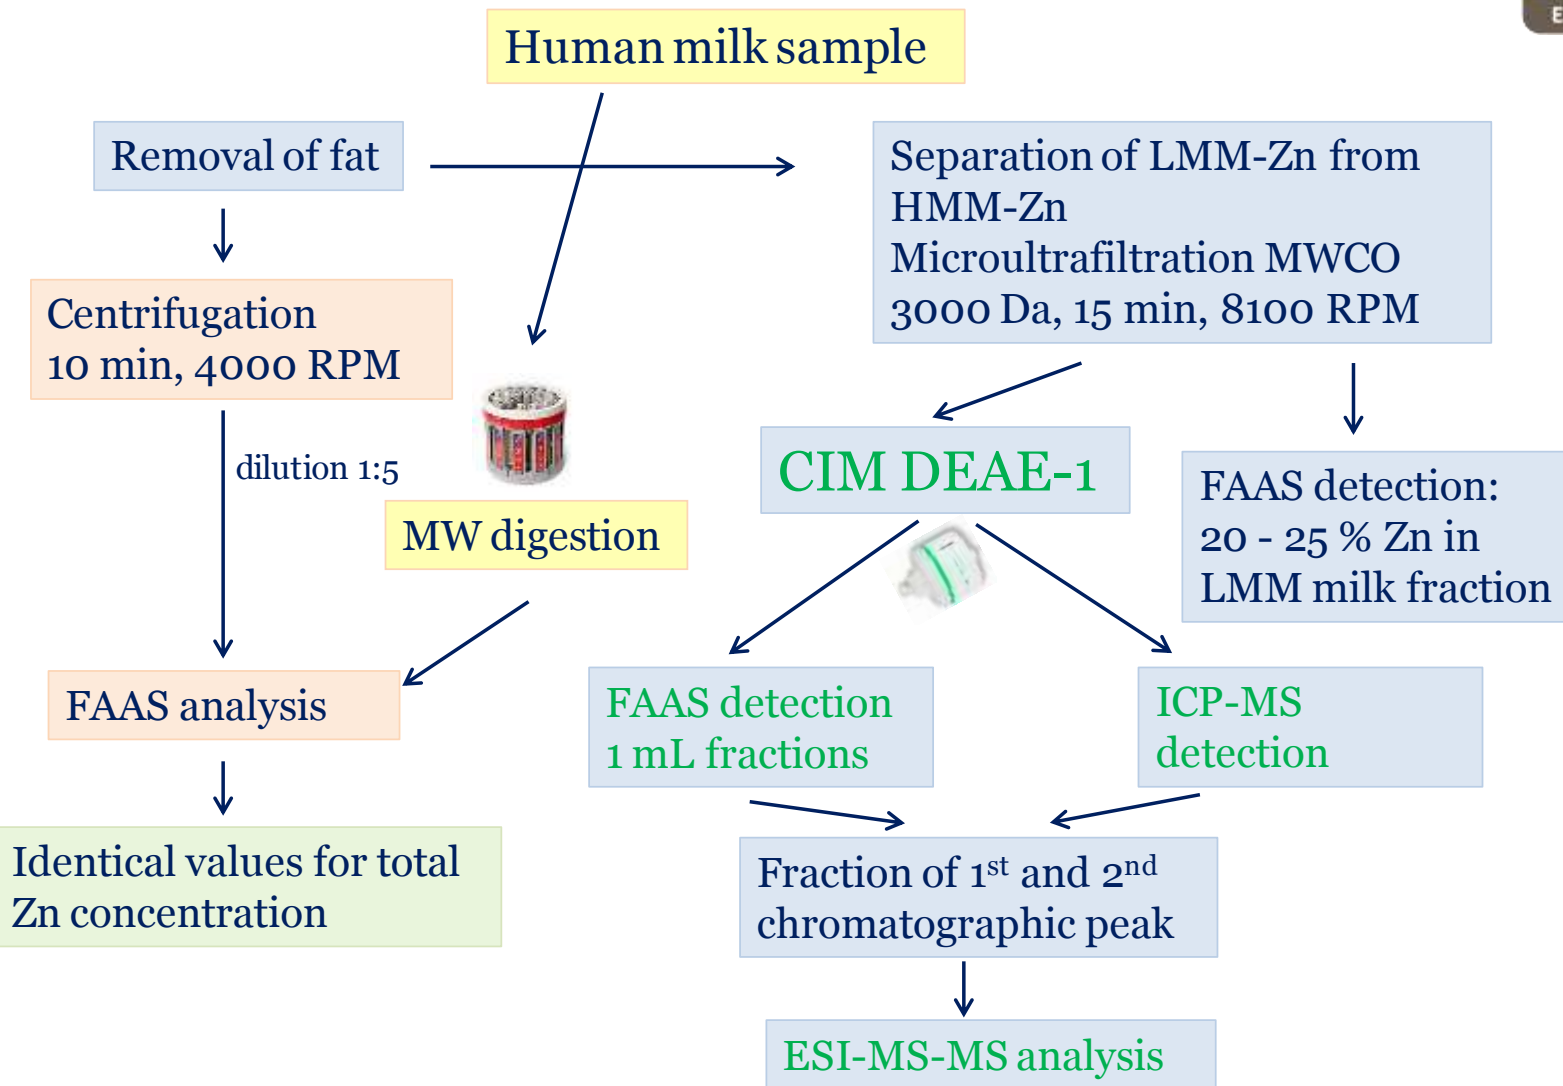 Human milk sample
Removal of fat
Separation of LMM-Zn from
HMM-Zn
Microultrafiltration MWCO
3000 Da, 15 min, 8100 RPM
Centrifugation
10 min, 4000 RPM
dilution 1:5
MW digestion
CIM DEAE-1
FAAS detection:
20 - 25 % Zn in
LMM milk fraction
FAAS analysis
FAAS detection
1 mL fractions
ICP-MS
detection
Identical values for total
Zn concentration
Fraction of 1st and 2nd
chromatographic peak
ESI-MS-MS analysis